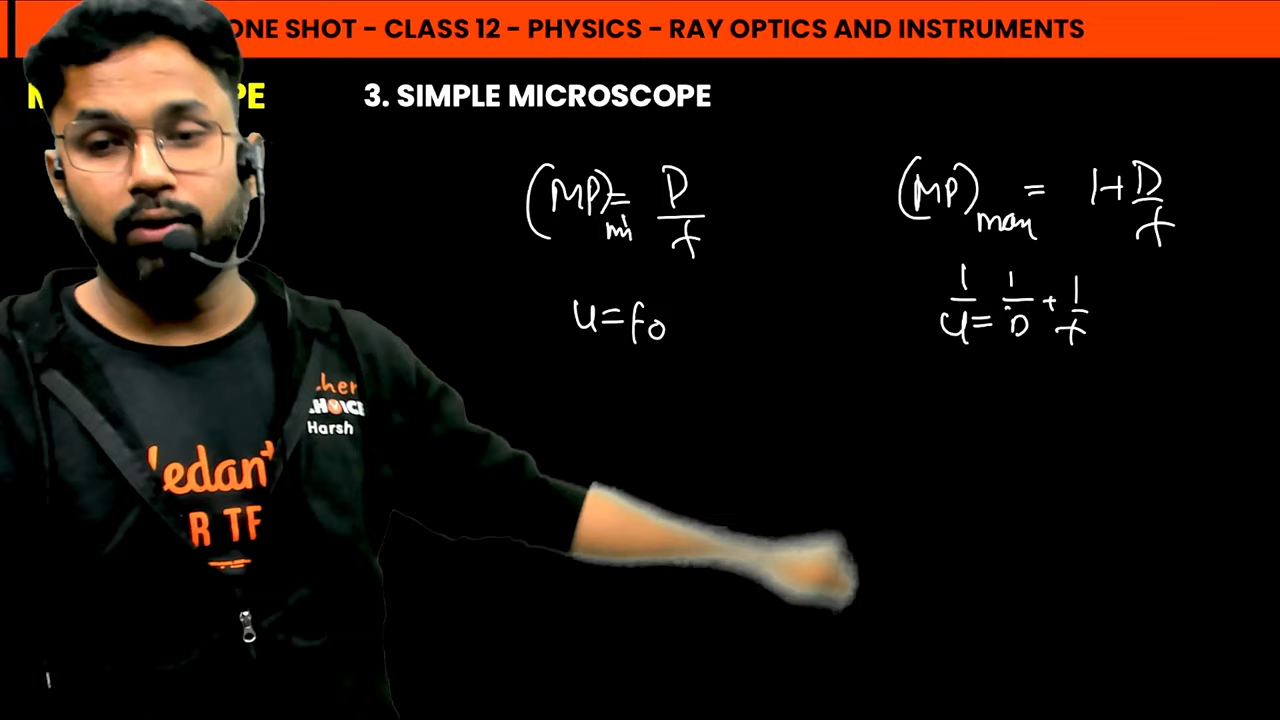 ONE SHOT - CLASS 12 - PHYSICS - RAY OPTICS AND INSTRUMENTS
3. SIMPLE MICROSCOPE
(MP)mi = D/f
(MP)max = 1+D/f
u=fo
1/u = 1/D + 1/f
Harsh